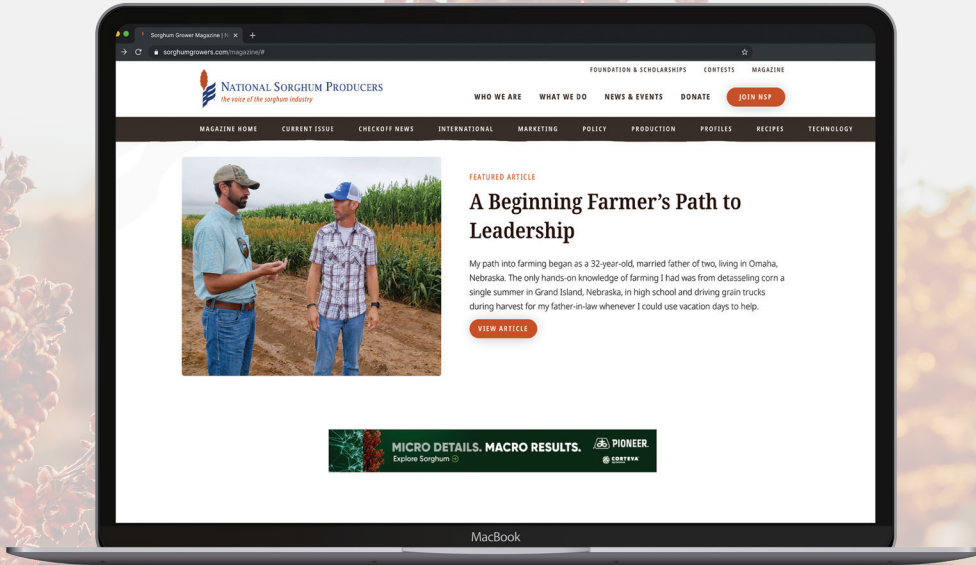 Sorghum Grower Magazine | N
sorghumgrowers.com/magazine/#
FOUNDATION & SCHOLARSHIPS CONTESTS MAGAZINE
NATIONAL SORGHUM PRODUCERS
the voice of the sorghum industry
WHO WE ARE WHAT WE DO NEWS & EVENTS DONATE JOIN NSP
MAGAZINE HOME CURRENT ISSUE CHECKOFF NEWS INTERNATIONAL MARKETING POLICY PRODUCTION PROFILES RECIPES TECHNOLOGY
FEATURED ARTICLE
A Beginning Farmer's Path to
Leadership
My path into farming began as a 32-year-old, married father of two, living in Omaha,
Nebraska. The only hands-on knowledge of farming I had was from detasseling corn a
single summer in Grand Island, Nebraska, in high school and driving grain trucks
during harvest for my father-in-law whenever I could use vacation days to help.
VIEW ARTICLE
MICRO DETAILS. MACRO RESULTS.
Explore Sorghum
PIONEER
CORTEVA
MacBook